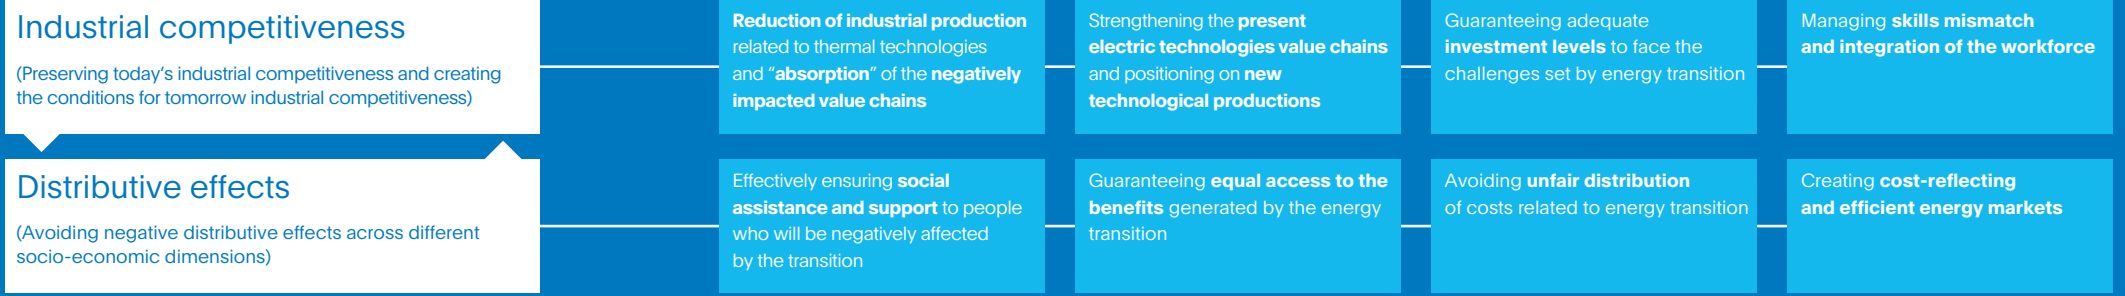 Industrial competitiveness
(Preserving today's industrial competitiveness and creating
the conditions for tomorrow industrial competitiveness)
Reduction of industrial production
related to thermal technologies
and "absorption" of the negatively
impacted value chains
Strengthening the present
electric technologies value chains
and positioning on new
technological productions
Guaranteeing adequate
investment levels to face the
challenges set by energy transition
Managing skills mismatch
and integration of the workforce
Distributive effects
(Avoiding negative distributive effects across different
socio-economic dimensions)
Effectively ensuring social
assistance and support to people
who will be negatively affected
by the transition
Guaranteeing equal access to the
benefits generated by the energy
transition
Avoiding unfair distribution
of costs related to energy transition
Creating cost-reflecting
and efficient energy markets